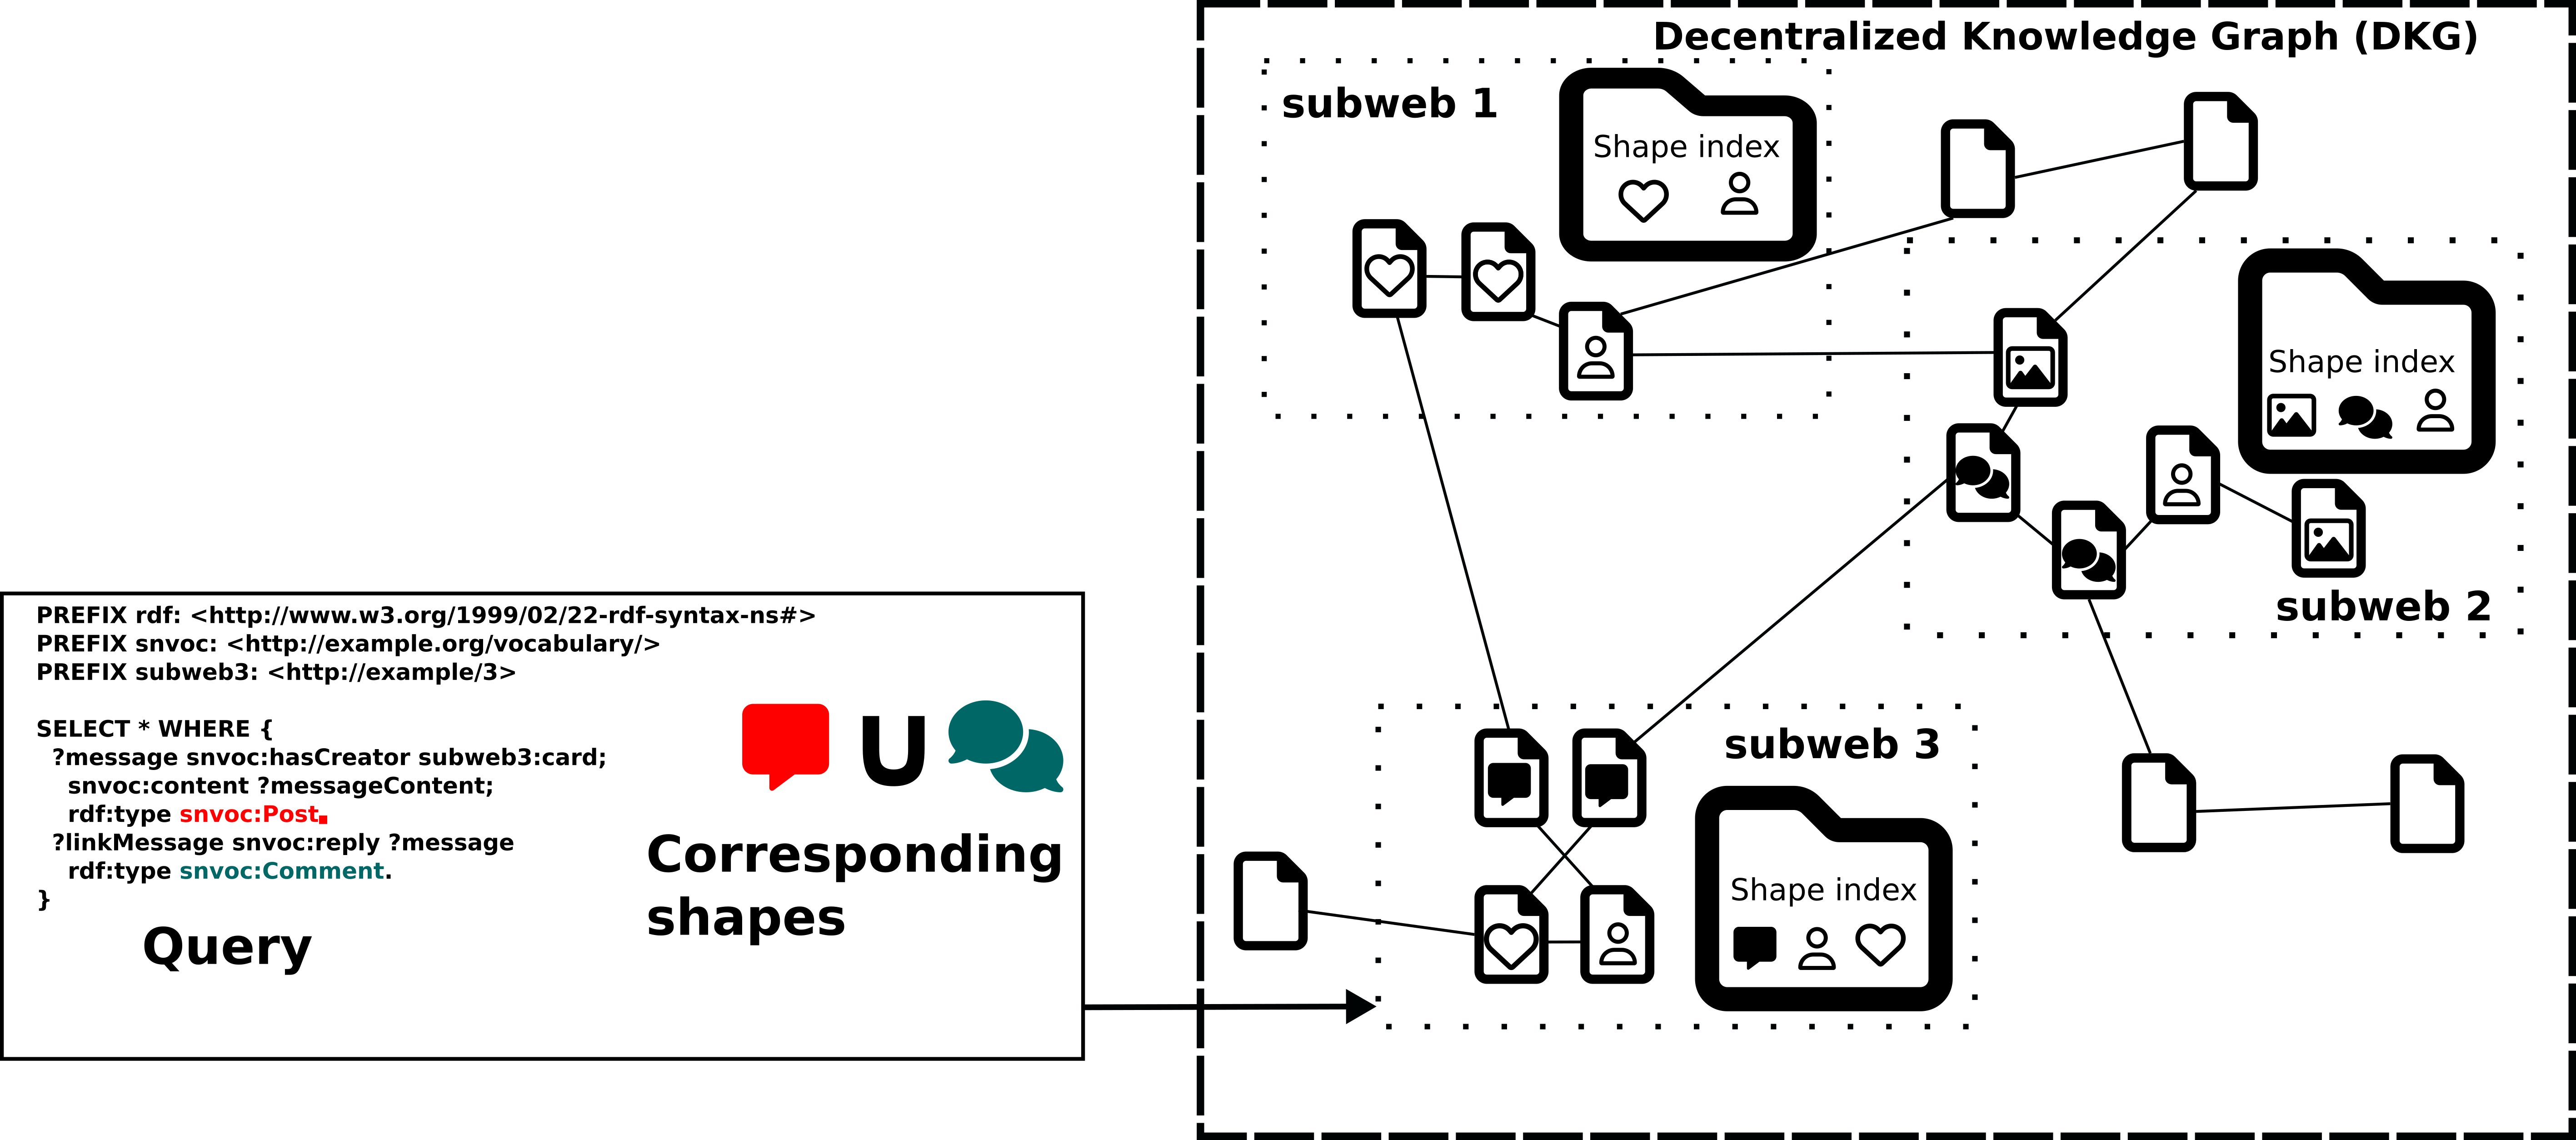 Decentralized Knowledge Graph (DKG)
subweb 1
Shape index
Shape index
subweb 2
PREFIX rdf: <http://www.w3.org/1999/02/22-rdf-syntax-ns#>
PREFIX snvoc: <http://example.org/vocabulary/>
PREFIX subweb3: <http://example/3>
SELECT * WHERE {
?message snvoc:hasCreator subweb3:card;
snvoc:content ?messageContent;
rdf:type snvoc:Post.
?linkMessage snvoc:reply ?message
rdf:type snvoc:Comment.
}
Query
U
Corresponding
shapes
subweb 3
Shape index